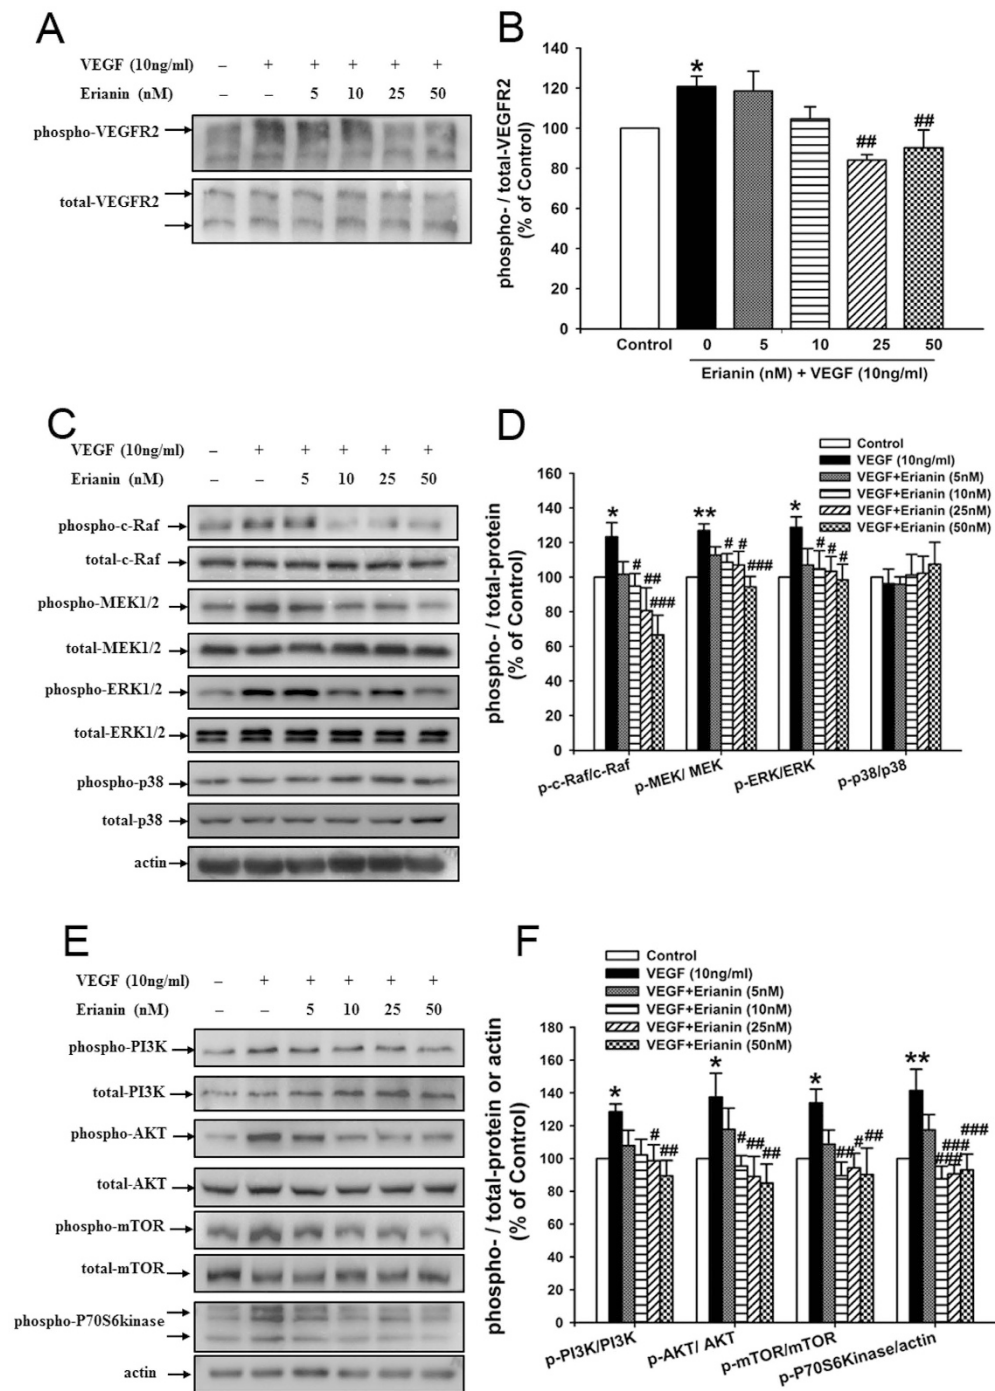 A
VEGF (10ng/ml) – + + + + +
Erianin (nM) – – 5 10 25 50
phospho-VEGFR2
total-VEGFR2
B
phospho- / total-VEGFR2
(% of Control)
140
120
100
80
60
40
20
0
*
##
##
Control 0 5 10 25 50
Erianin (nM) + VEGF (10ng/ml)
C
VEGF (10ng/ml) – + + + + +
Erianin (nM) – – 5 10 25 50
phospho-c-Raf
total-c-Raf
phospho-MEK1/2
total-MEK1/2
phospho-ERK1/2
total-ERK1/2
phospho-p38
total-p38
actin
D
Control
VEGF (10ng/ml)
VEGF+Erianin (5nM)
VEGF+Erianin (10nM)
VEGF+Erianin (25nM)
VEGF+Erianin (50nM)
phospho- / total-protein
(% of Control)
160
140
120
100
80
60
40
20
0
* # ## ###
** # # ###
* # # #
p-c-Raf/c-Raf
p-MEK/ MEK
p-ERK/ERK
p-p38/p38
E
VEGF (10ng/ml) – + + + + +
Erianin (nM) – – 5 10 25 50
phospho-PI3K
total-PI3K
phospho-AKT
total-AKT
phospho-mTOR
total-mTOR
phospho-P70S6kinase
actin
F
Control
VEGF (10ng/ml)
VEGF+Erianin (5nM)
VEGF+Erianin (10nM)
VEGF+Erianin (25nM)
VEGF+Erianin (50nM)
phospho- / total-protein or actin
(% of Control)
180
160
140
120
100
80
60
40
20
0
* # ##
* # ## ##
* ## # ##
** ### ### ###
p-PI3K/PI3K
p-AKT/ AKT
p-mTOR/mTOR
p-P70S6Kinase/actin